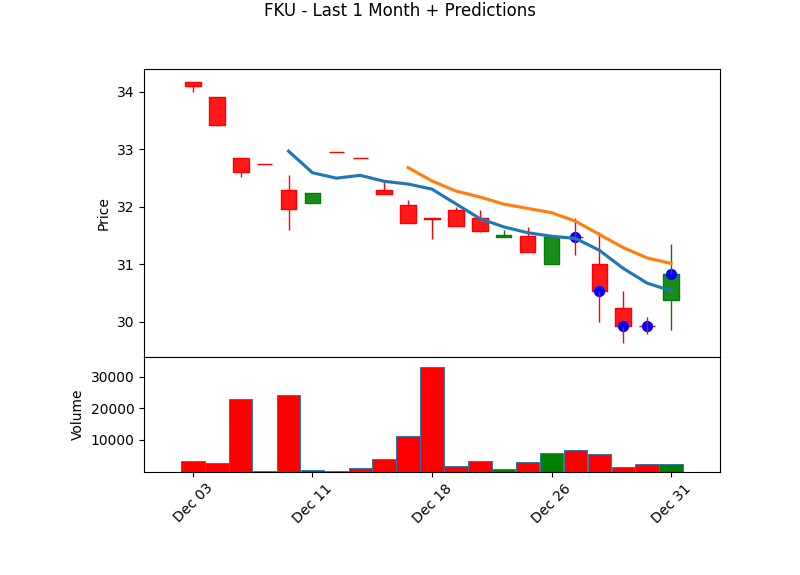 FKU - Last 1 Month + Predictions
34
33
32
31
30
Price
30000
20000
10000
Volume
Dec 03
Dec 11
Dec 18
Dec 26
Dec 31